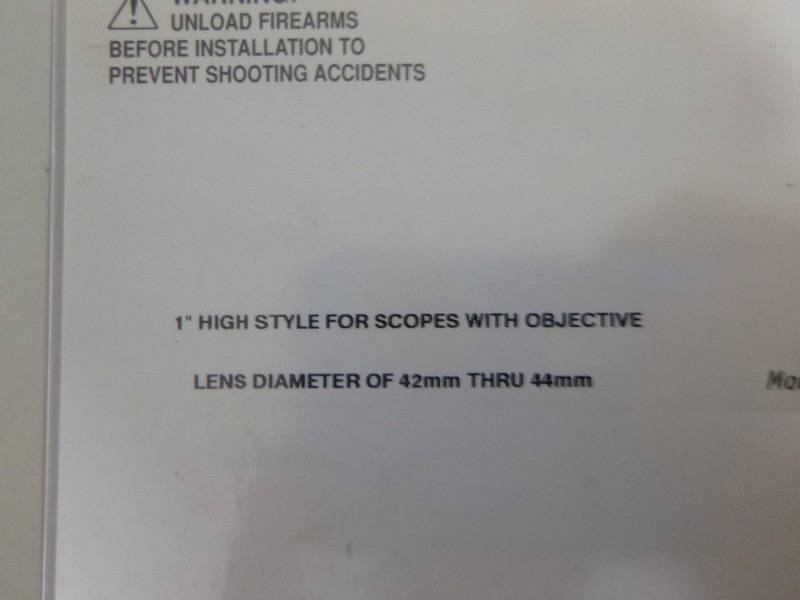 WARNING!
UNLOAD FIREARMS
BEFORE INSTALLATION TO
PREVENT SHOOTING ACCIDENTS
1" HIGH STYLE FOR SCOPES WITH OBJECTIVE
LENS DIAMETER OF 42mm THRU 44mm